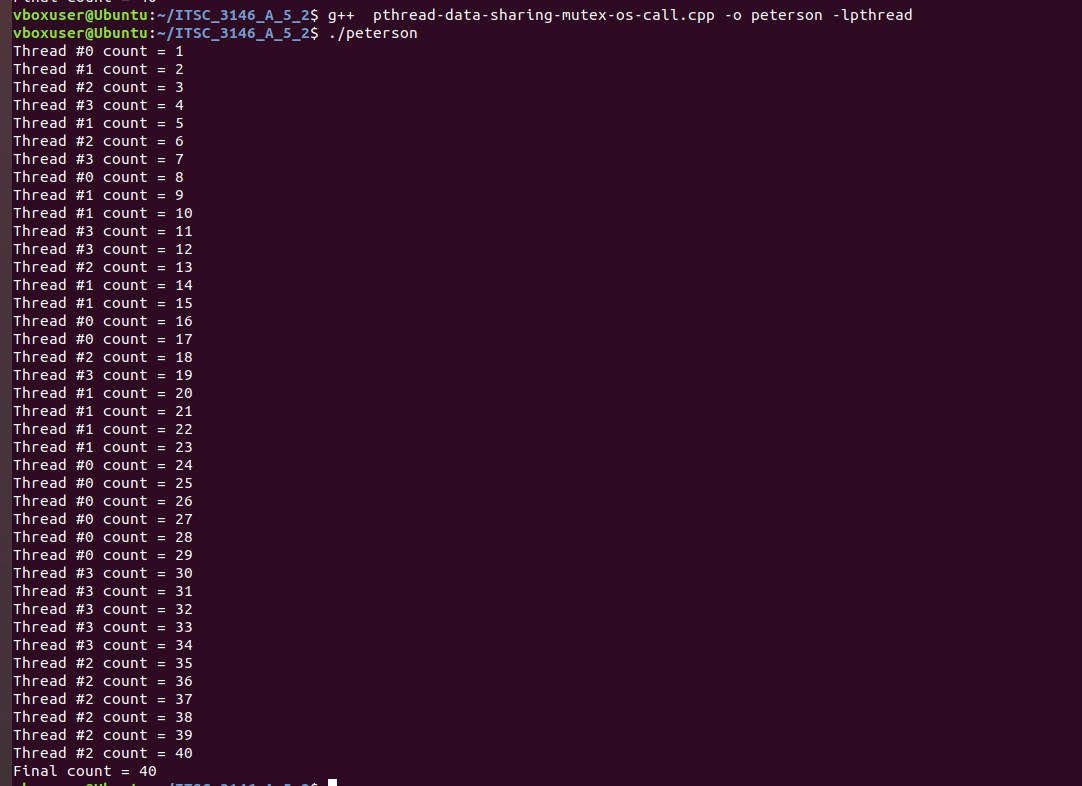 Final count = 40
vboxuser@Ubuntu:~/ITSC_3146_A_5_2$ g++  pthread-data-sharing-mutex-os-call.cpp -o peterson -lpthread
vboxuser@Ubuntu:~/ITSC_3146_A_5_2$ ./peterson
Thread #0 count = 1
Thread #1 count = 2
Thread #2 count = 3
Thread #3 count = 4
Thread #1 count = 5
Thread #2 count = 6
Thread #3 count = 7
Thread #0 count = 8
Thread #1 count = 9
Thread #1 count = 10
Thread #3 count = 11
Thread #3 count = 12
Thread #2 count = 13
Thread #1 count = 14
Thread #1 count = 15
Thread #0 count = 16
Thread #0 count = 17
Thread #2 count = 18
Thread #3 count = 19
Thread #1 count = 20
Thread #1 count = 21
Thread #1 count = 22
Thread #1 count = 23
Thread #0 count = 24
Thread #0 count = 25
Thread #0 count = 26
Thread #0 count = 27
Thread #0 count = 28
Thread #0 count = 29
Thread #3 count = 30
Thread #3 count = 31
Thread #3 count = 32
Thread #3 count = 33
Thread #3 count = 34
Thread #2 count = 35
Thread #2 count = 36
Thread #2 count = 37
Thread #2 count = 38
Thread #2 count = 39
Thread #2 count = 40
Final count = 40
vboxuser@Ubuntu:~/ITSC_3146_A_5_2$